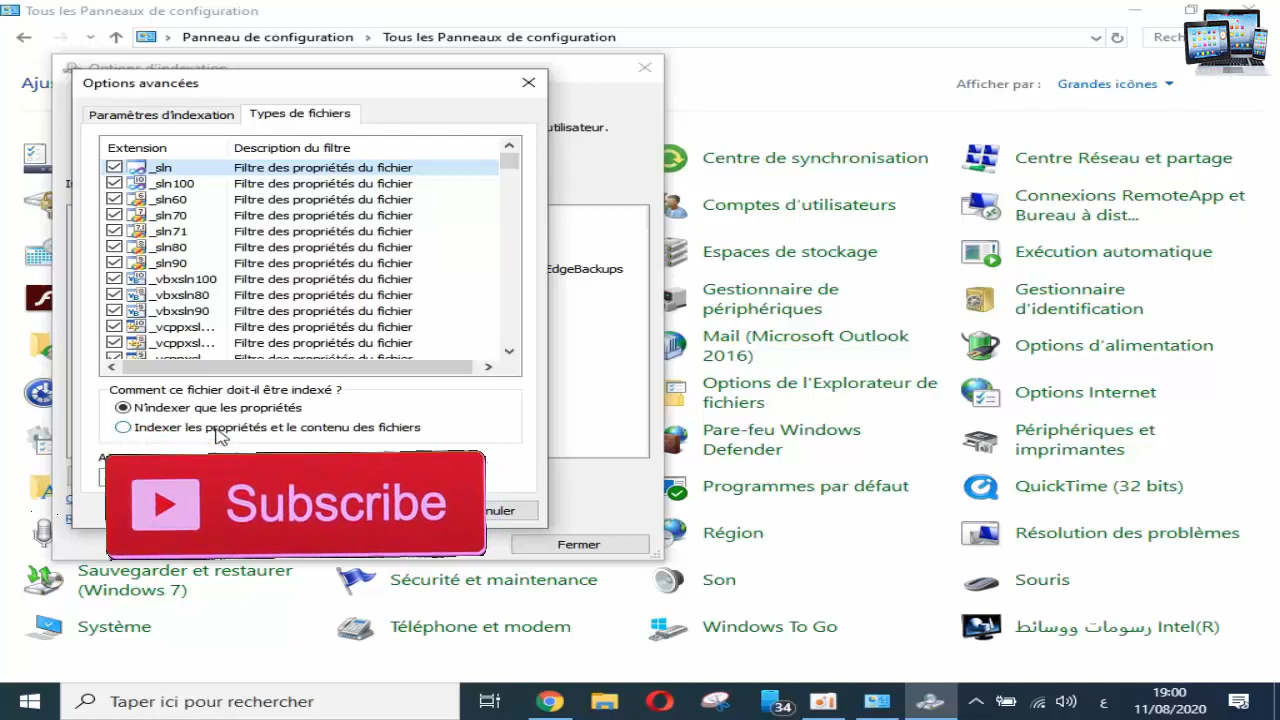 Tous les Panneaux de configuration
Panneau de configuration > Tous les Panneaux de configuration
Rech
Ajus
Afficher par :
Grandes icônes
Options d'indexation
Options avancées
Paramètres d'indexation
Types de fichiers
utilisateur.
Extension
Description du filtre
_sln
Filtre des propriétés du fichier
_sln100
Filtre des propriétés du fichier
_sln60
Filtre des propriétés du fichier
_sln70
Filtre des propriétés du fichier
_sln71
Filtre des propriétés du fichier
_sln80
Filtre des propriétés du fichier
_sln90
Filtre des propriétés du fichier
_vbxsln100
Filtre des propriétés du fichier
_vbxsln80
Filtre des propriétés du fichier
_vbxsln90
Filtre des propriétés du fichier
_vcppxsl...
Filtre des propriétés du fichier
_vcppxsl...
Filtre des propriétés du fichier
EdgeBackups
Comment ce fichier doit-il être indexé ?
N'indexer que les propriétés
Indexer les propriétés et le contenu des fichiers
Subscribe
nuler
Fermer
Centre de synchronisation
Centre Réseau et partage
Comptes d'utilisateurs
Connexions RemoteApp et
Bureau à dist...
Espaces de stockage
Exécution automatique
Gestionnaire de
périphériques
Gestionnaire
d'identification
Mail (Microsoft Outlook
2016)
Options d'alimentation
Options de l'Explorateur de
fichiers
Options Internet
Pare-feu Windows
Defender
Périphériques et
imprimantes
Programmes par défaut
QuickTime (32 bits)
Région
Résolution des problèmes
Sauvegarder et restaurer
(Windows 7)
Sécurité et maintenance
Son
Souris
Système
Téléphone et modem
Windows To Go
رسومات ووسائط Intel(R)
Taper ici pour rechercher
34
ع
19:00
11/08/2020